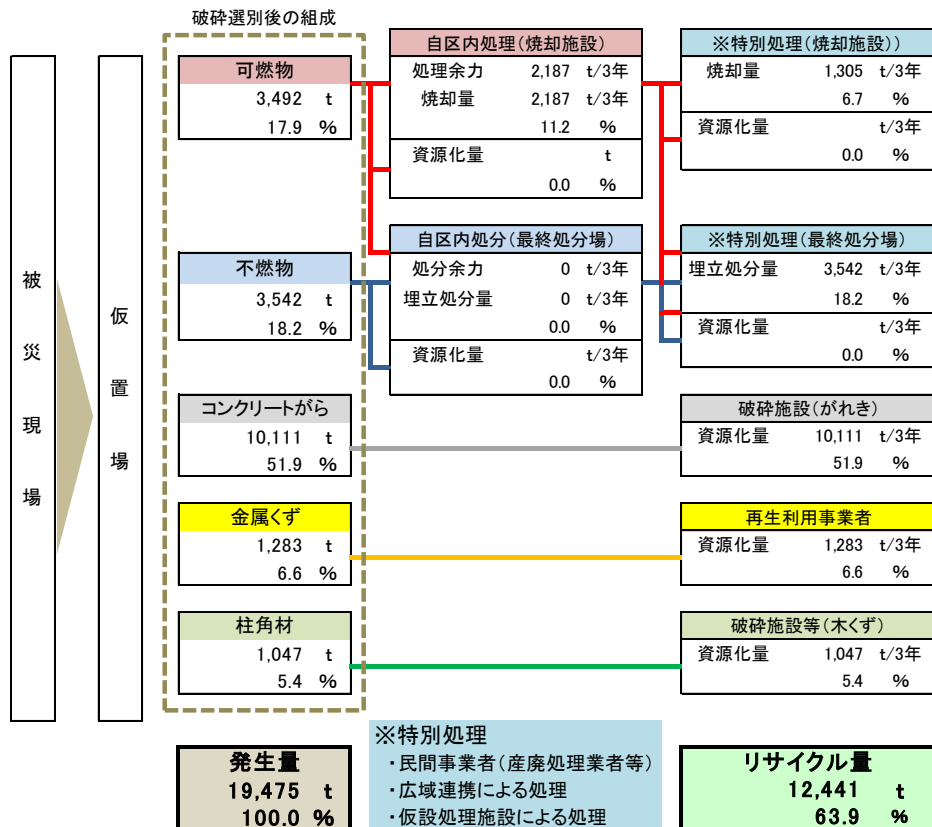 破砕選別後の組成
被災現場
仮置場
可燃物
3,492 t
17.9 %
自区内処理(焼却施設)
処理余力 2,187 t/3年
焼却量 2,187 t/3年
11.2 %
資源化量 t
0.0 %
※特別処理(焼却施設))
焼却量 1,305 t/3年
6.7 %
資源化量 t/3年
0.0 %
不燃物
3,542 t
18.2 %
自区内処分(最終処分場)
処分余力 0 t/3年
埋立処分量 0 t/3年
0.0 %
資源化量 t/3年
0.0 %
※特別処理(最終処分場)
埋立処分量 3,542 t/3年
18.2 %
資源化量 t/3年
0.0 %
コンクリートがら
10,111 t
51.9 %
破砕施設(がれき)
資源化量 10,111 t/3年
51.9 %
金属くず
1,283 t
6.6 %
再生利用事業者
資源化量 1,283 t/3年
6.6 %
柱角材
1,047 t
5.4 %
破砕施設等(木くず)
資源化量 1,047 t/3年
5.4 %
発生量
19,475 t
100.0 %
※特別処理
・民間事業者(産廃処理業者等)
・広域連携による処理
・仮設処理施設による処理
リサイクル量
12,441 t
63.9 %